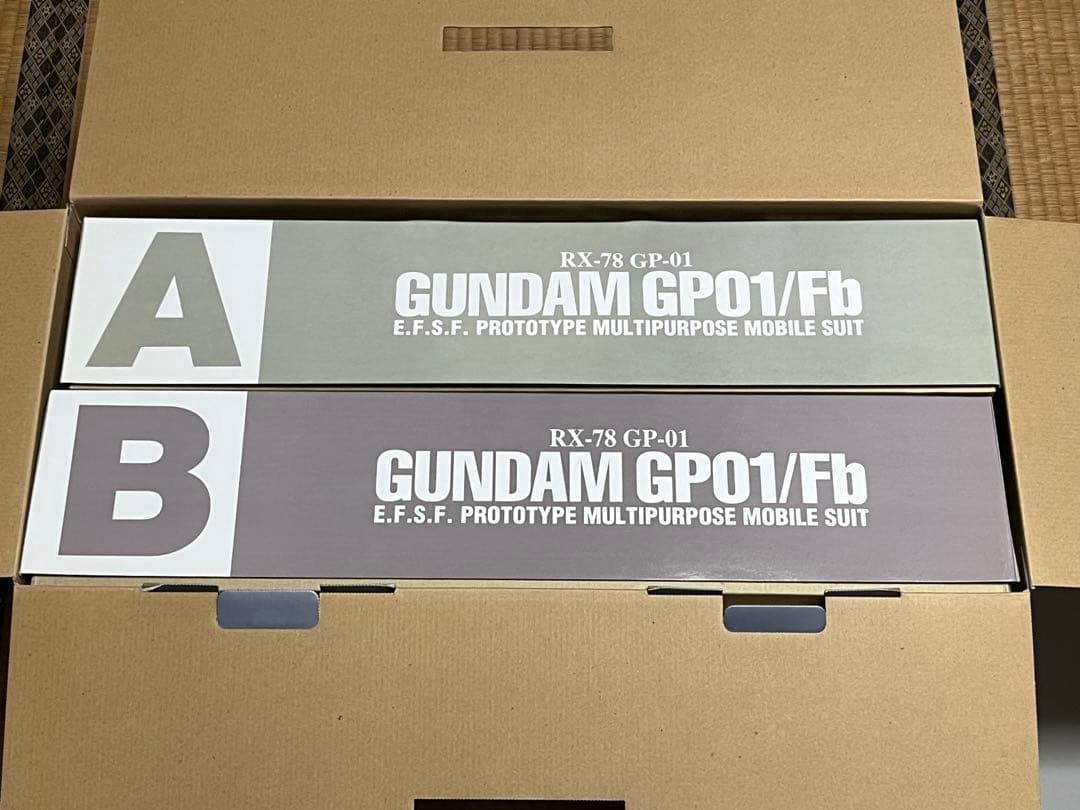 A
RX-78 GP-01
GUNDAM GP01/Fb
E.F.S.F. PROTOTYPE MULTIPURPOSE MOBILE SUIT
B
RX-78 GP-01
GUNDAM GP01/Fb
E.F.S.F. PROTOTYPE MULTIPURPOSE MOBILE SUIT